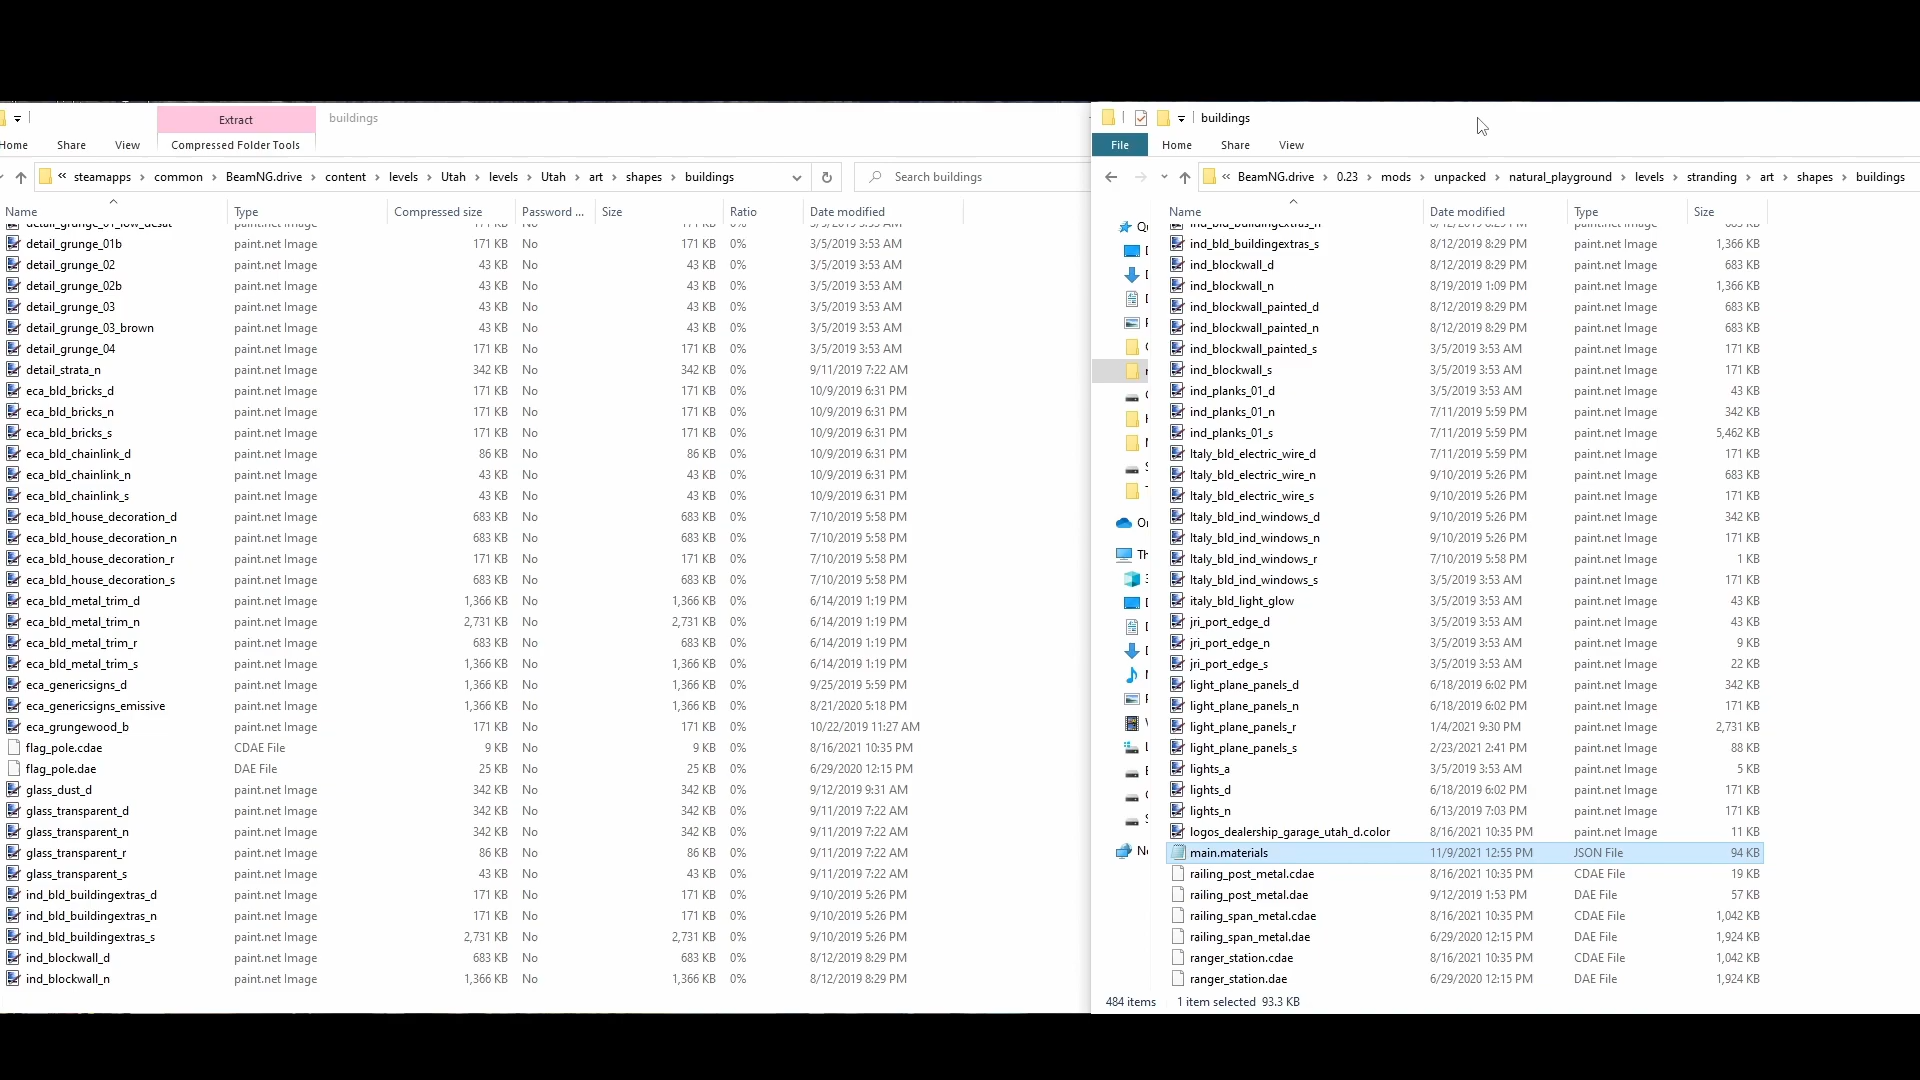 Extract
buildings
Home
Share
View
Compressed Folder Tools
« steamapps › common › BeamNG.drive › content › levels › Utah › levels › Utah › art › shapes › buildings
Search buildings
Name Type Compressed size Password ... Size Ratio Date modified
detail_grunge_01_low_desat 171 KB No 171 KB 0% 3/5/2019 3:53 AM
detail_grunge_01b paint.net Image 171 KB No 171 KB 0% 3/5/2019 3:53 AM
detail_grunge_02 paint.net Image 43 KB No 43 KB 0% 3/5/2019 3:53 AM
detail_grunge_02b paint.net Image 43 KB No 43 KB 0% 3/5/2019 3:53 AM
detail_grunge_03 paint.net Image 43 KB No 43 KB 0% 3/5/2019 3:53 AM
detail_grunge_03_brown paint.net Image 43 KB No 43 KB 0% 3/5/2019 3:53 AM
detail_grunge_04 paint.net Image 171 KB No 171 KB 0% 3/5/2019 3:53 AM
detail_strata_n paint.net Image 342 KB No 342 KB 0% 9/11/2019 7:22 AM
eca_bld_bricks_d paint.net Image 171 KB No 171 KB 0% 10/9/2019 6:31 PM
eca_bld_bricks_n paint.net Image 171 KB No 171 KB 0% 10/9/2019 6:31 PM
eca_bld_bricks_s paint.net Image 171 KB No 171 KB 0% 10/9/2019 6:31 PM
eca_bld_chainlink_d paint.net Image 86 KB No 86 KB 0% 10/9/2019 6:31 PM
eca_bld_chainlink_n paint.net Image 43 KB No 43 KB 0% 10/9/2019 6:31 PM
eca_bld_chainlink_s paint.net Image 43 KB No 43 KB 0% 10/9/2019 6:31 PM
eca_bld_house_decoration_d paint.net Image 683 KB No 683 KB 0% 7/10/2019 5:58 PM
eca_bld_house_decoration_n paint.net Image 683 KB No 683 KB 0% 7/10/2019 5:58 PM
eca_bld_house_decoration_r paint.net Image 171 KB No 171 KB 0% 7/10/2019 5:58 PM
eca_bld_house_decoration_s paint.net Image 683 KB No 683 KB 0% 7/10/2019 5:58 PM
eca_bld_metal_trim_d paint.net Image 1,366 KB No 1,366 KB 0% 6/14/2019 1:19 PM
eca_bld_metal_trim_n paint.net Image 2,731 KB No 2,731 KB 0% 6/14/2019 1:19 PM
eca_bld_metal_trim_r paint.net Image 683 KB No 683 KB 0% 6/14/2019 1:19 PM
eca_bld_metal_trim_s paint.net Image 1,366 KB No 1,366 KB 0% 6/14/2019 1:19 PM
eca_genericsigns_d paint.net Image 1,366 KB No 1,366 KB 0% 9/25/2019 5:59 PM
eca_genericsigns_emissive paint.net Image 1,366 KB No 1,366 KB 0% 8/21/2020 5:18 PM
eca_grungewood_b paint.net Image 171 KB No 171 KB 0% 10/22/2019 11:27 AM
flag_pole.cdae CDAE File 9 KB No 9 KB 0% 8/16/2021 10:35 PM
flag_pole.dae DAE File 25 KB No 25 KB 0% 6/29/2020 12:15 PM
glass_dust_d paint.net Image 342 KB No 342 KB 0% 9/12/2019 9:31 AM
glass_transparent_d paint.net Image 342 KB No 342 KB 0% 9/11/2019 7:22 AM
glass_transparent_n paint.net Image 342 KB No 342 KB 0% 9/11/2019 7:22 AM
glass_transparent_r paint.net Image 86 KB No 86 KB 0% 9/11/2019 7:22 AM
glass_transparent_s paint.net Image 43 KB No 43 KB 0% 9/11/2019 7:22 AM
ind_bld_buildingextras_d paint.net Image 171 KB No 171 KB 0% 9/10/2019 5:26 PM
ind_bld_buildingextras_n paint.net Image 171 KB No 171 KB 0% 9/10/2019 5:26 PM
ind_bld_buildingextras_s paint.net Image 2,731 KB No 2,731 KB 0% 9/10/2019 5:26 PM
ind_blockwall_d paint.net Image 683 KB No 683 KB 0% 8/12/2019 8:29 PM
ind_blockwall_n paint.net Image 1,366 KB No 1,366 KB 0% 8/12/2019 8:29 PM
buildings
File Home Share View
« BeamNG.drive › 0.23 › mods › unpacked › natural_playground › levels › stranding › art › shapes › buildings
Name Date modified Type Size
ind_bld_buildingextras_n 8/12/2019 8:29 PM paint.net Image 683 KB
ind_bld_buildingextras_s 8/12/2019 8:29 PM paint.net Image 1,366 KB
ind_blockwall_d 8/12/2019 8:29 PM paint.net Image 683 KB
ind_blockwall_n 8/19/2019 1:09 PM paint.net Image 1,366 KB
ind_blockwall_painted_d 8/12/2019 8:29 PM paint.net Image 683 KB
ind_blockwall_painted_n 8/12/2019 8:29 PM paint.net Image 683 KB
ind_blockwall_painted_s 3/5/2019 3:53 AM paint.net Image 171 KB
ind_blockwall_s 3/5/2019 3:53 AM paint.net Image 171 KB
ind_planks_01_d 3/5/2019 3:53 AM paint.net Image 43 KB
ind_planks_01_n 7/11/2019 5:59 PM paint.net Image 342 KB
ind_planks_01_s 7/11/2019 5:59 PM paint.net Image 5,462 KB
Italy_bld_electric_wire_d 7/11/2019 5:59 PM paint.net Image 171 KB
Italy_bld_electric_wire_n 9/10/2019 5:26 PM paint.net Image 683 KB
Italy_bld_electric_wire_s 9/10/2019 5:26 PM paint.net Image 171 KB
Italy_bld_ind_windows_d 9/10/2019 5:26 PM paint.net Image 342 KB
Italy_bld_ind_windows_n 9/10/2019 5:26 PM paint.net Image 171 KB
Italy_bld_ind_windows_r 7/10/2019 5:58 PM paint.net Image 1 KB
Italy_bld_ind_windows_s 3/5/2019 3:53 AM paint.net Image 171 KB
italy_bld_light_glow 3/5/2019 3:53 AM paint.net Image 43 KB
jri_port_edge_d 3/5/2019 3:53 AM paint.net Image 43 KB
jri_port_edge_n 3/5/2019 3:53 AM paint.net Image 9 KB
jri_port_edge_s 3/5/2019 3:53 AM paint.net Image 22 KB
light_plane_panels_d 6/18/2019 6:02 PM paint.net Image 342 KB
light_plane_panels_n 6/18/2019 6:02 PM paint.net Image 171 KB
light_plane_panels_r 1/4/2021 9:30 PM paint.net Image 2,731 KB
light_plane_panels_s 2/23/2021 2:41 PM paint.net Image 88 KB
lights_a 3/5/2019 3:53 AM paint.net Image 5 KB
lights_d 6/18/2019 6:02 PM paint.net Image 171 KB
lights_n 6/13/2019 7:03 PM paint.net Image 171 KB
logos_dealership_garage_utah_d.color 8/16/2021 10:35 PM paint.net Image 11 KB
main.materials 11/9/2021 12:55 PM JSON File 94 KB
railing_post_metal.cdae 8/16/2021 10:35 PM CDAE File 19 KB
railing_post_metal.dae 9/12/2019 1:53 PM DAE File 57 KB
railing_span_metal.cdae 8/16/2021 10:35 PM CDAE File 1,042 KB
railing_span_metal.dae 6/29/2020 12:15 PM DAE File 1,924 KB
ranger_station.cdae 8/16/2021 10:35 PM CDAE File 1,042 KB
ranger_station.dae 6/29/2020 12:15 PM DAE File 1,924 KB
484 items 1 item selected 93.3 KB